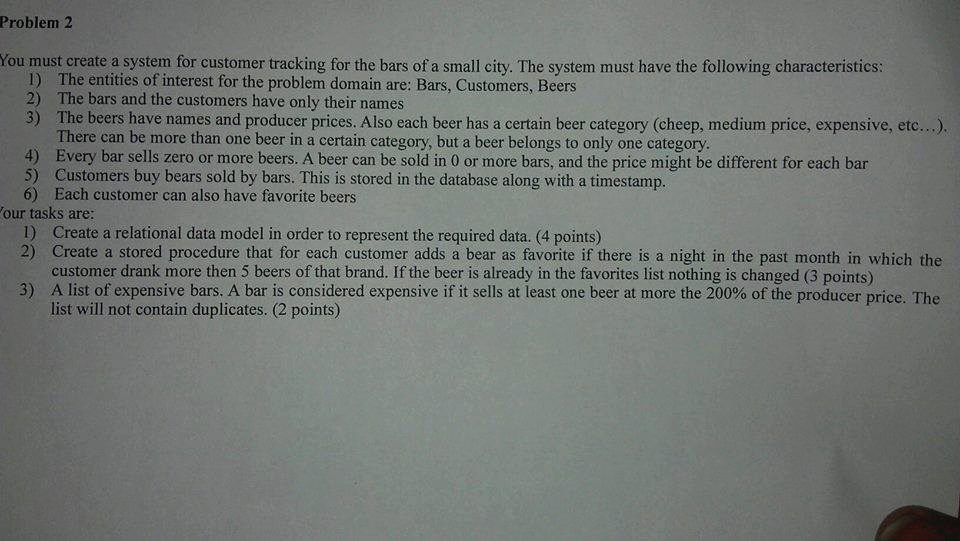 Problem 2
You must create a system for customer tracking for the bars of a small city. The system must have the following characteristics:
1) The entities of interest for the problem domain are: Bars, Customers, Beers
2) The bars and the customers have only their names
3) The beers have names and producer prices. Also each beer has a certain beer category (cheep, medium price, expensive, etc…).
There can be more than one beer in a certain category, but a beer belongs to only one category.
4) Every bar sells zero or more beers. A beer can be sold in 0 or more bars, and the price might be different for each bar
5) Customers buy bears sold by bars. This is stored in the database along with a timestamp.
6) Each customer can also have favorite beers
Your tasks are:
1) Create a relational data model in order to represent the required data. (4 points)
2) Create a stored procedure that for each customer adds a bear as favorite if there is a night in the past month in which the
customer drank more then 5 beers of that brand. If the beer is already in the favorites list nothing is changed (3 points)
3) A list of expensive bars. A bar is considered expensive if it sells at least one beer at more the 200% of the producer price. The
list will not contain duplicates. (2 points)